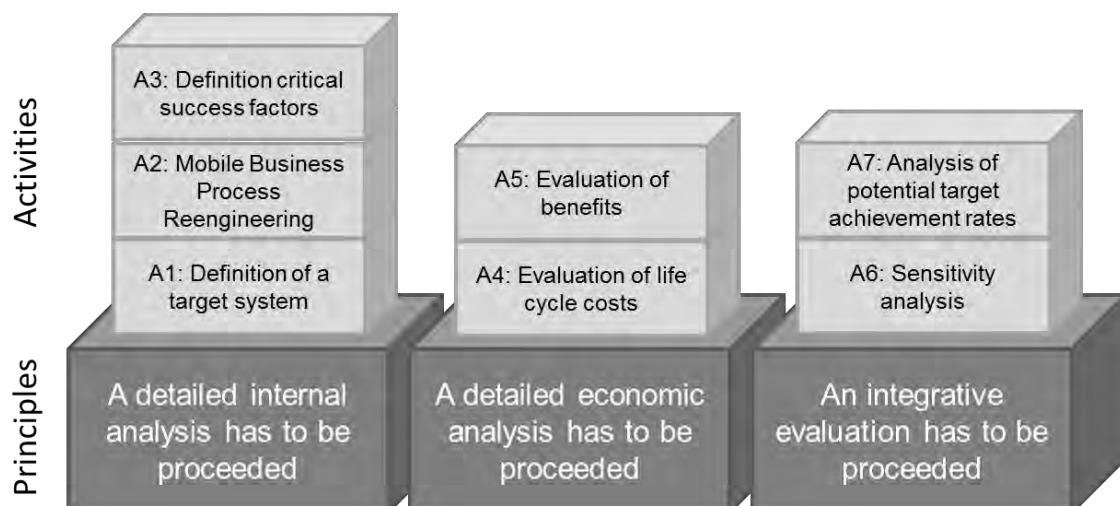 Activities
A3: Definition critical
success factors
A2: Mobile Business
Process
Reengineering
A1: Definition of a
target system
A5: Evaluation of
benefits
A4: Evaluation of life
cycle costs
A7: Analysis of
potential target
achievement rates
A6: Sensitivity
analysis
Principles
A detailed internal
analysis has to be
proceeded
A detailed economic
analysis has to be
proceeded
An integrative
evaluation has to be
proceeded